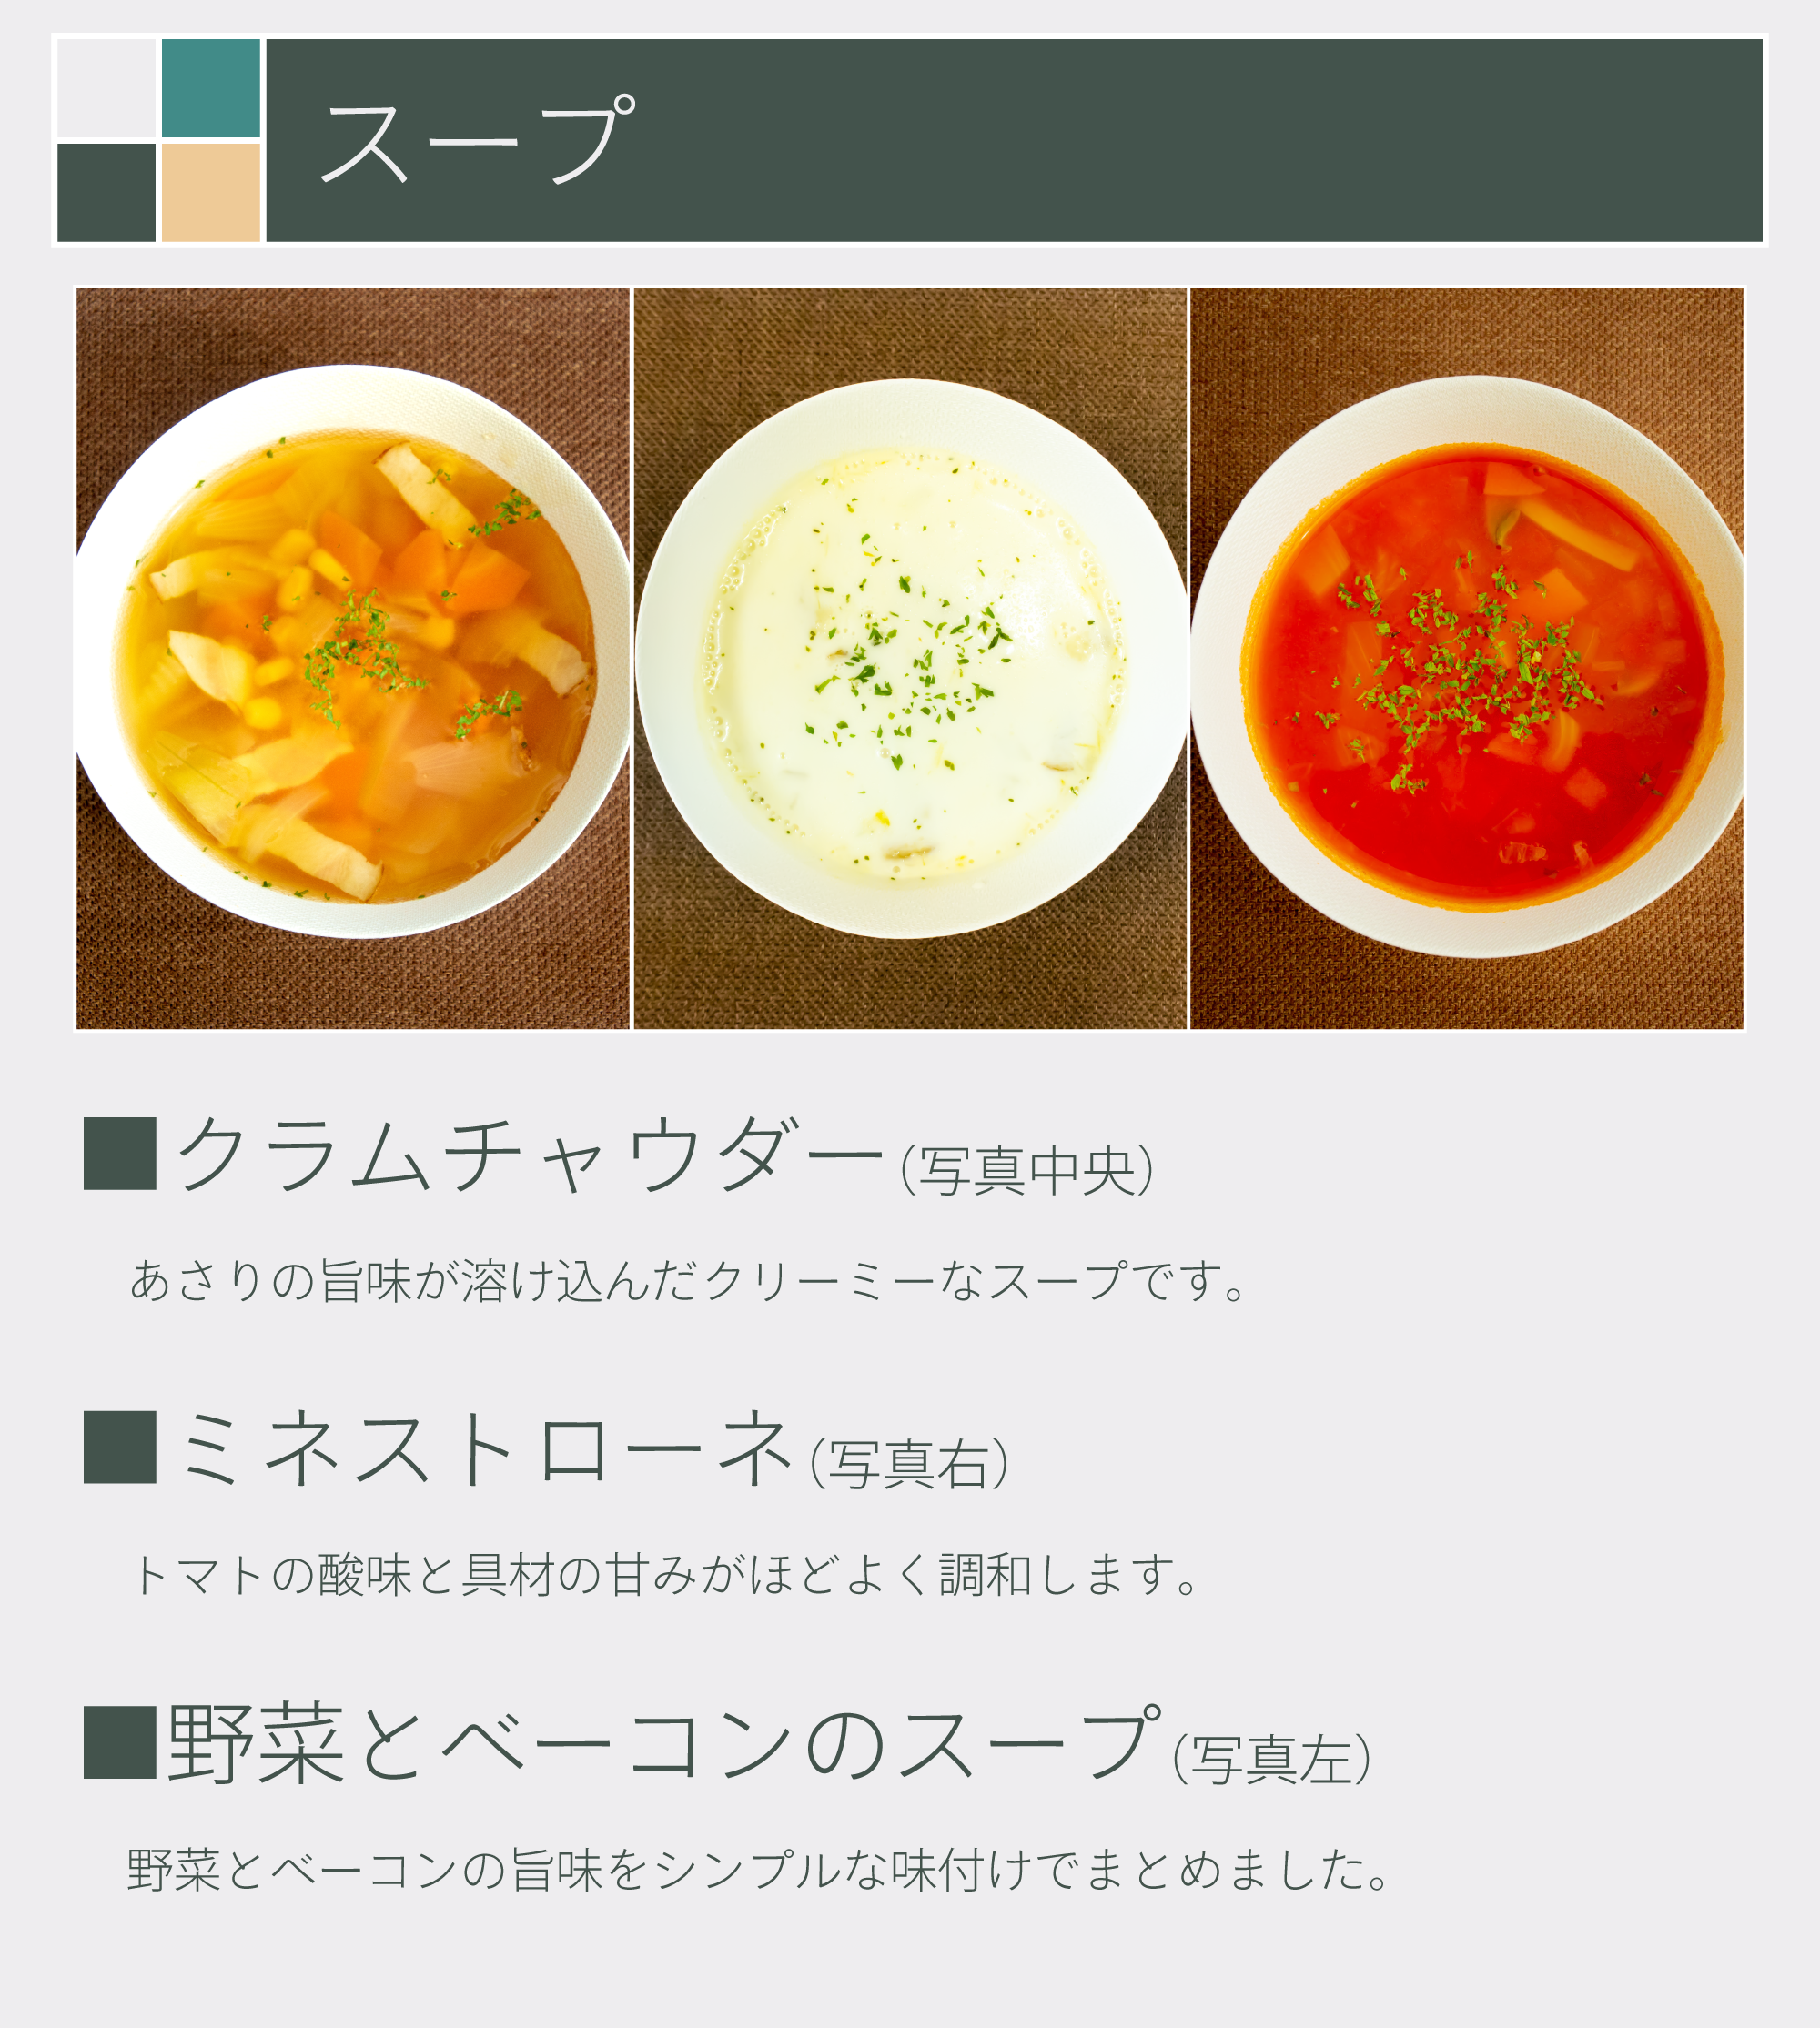 スープ
■クラムチャウダー(写真中央)
あさりの旨味が溶け込んだクリーミーなスープです。
■ミネストローネ(写真右)
トマトの酸味と具材の甘みがほどよく調和します。
■野菜とベーコンのスープ(写真左)
野菜とベーコンの旨味をシンプルな味付けでまとめました。